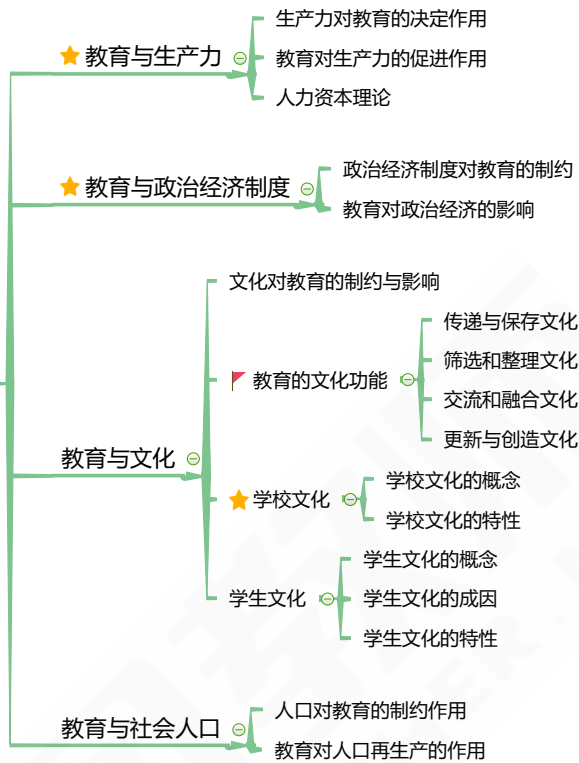 教育与生产力
生产力对教育的决定作用
教育对生产力的促进作用
人力资本理论
教育与政治经济制度
政治经济制度对教育的制约
教育对政治经济的影响
教育与文化
文化对教育的制约与影响
教育的文化功能
传递与保存文化
筛选和整理文化
交流和融合文化
更新与创造文化
学校文化
学校文化的概念
学校文化的特性
学生文化
学生文化的概念
学生文化的成因
学生文化的特性
教育与社会人口
人口对教育的制约作用
教育对人口再生产的作用